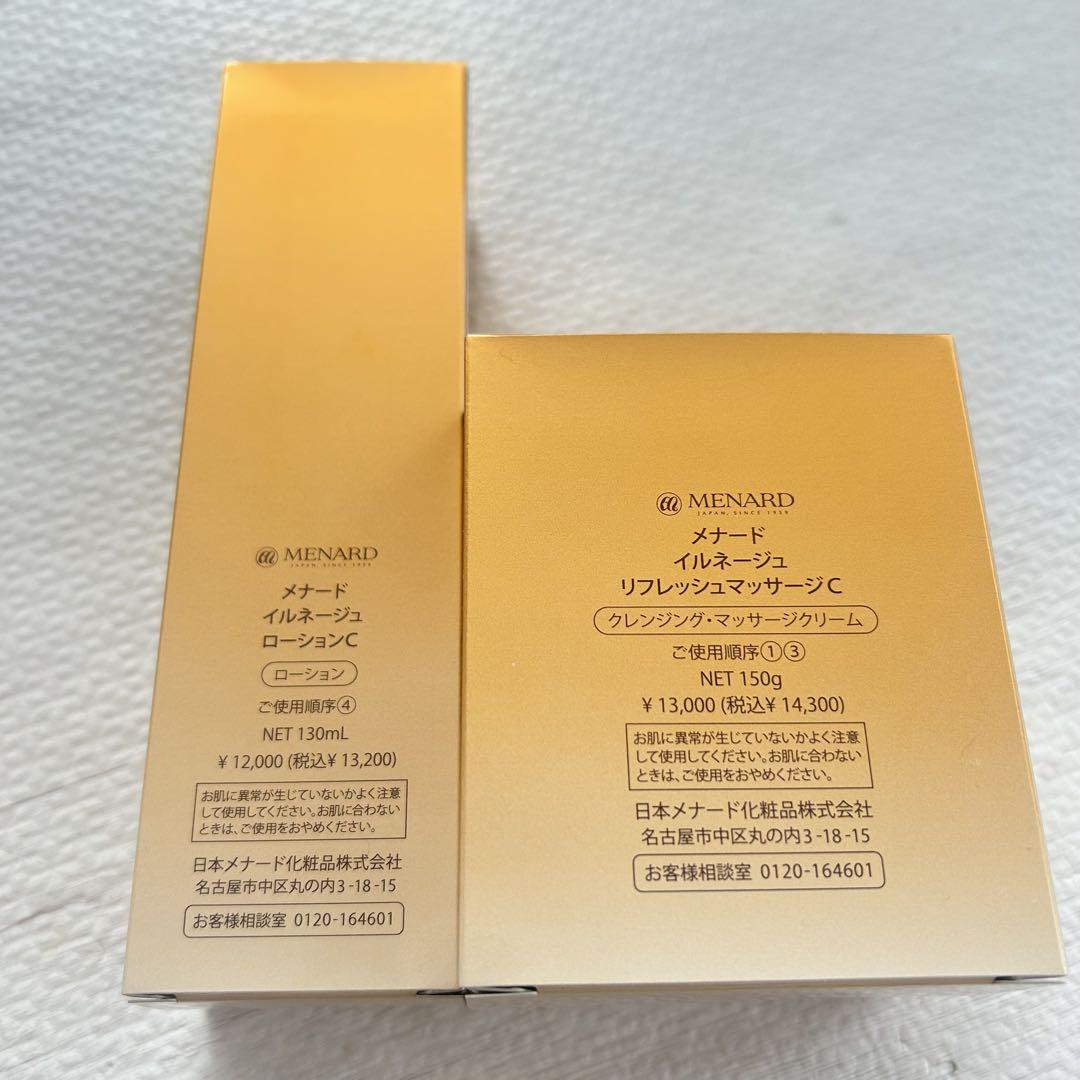 MENARD
JAPAN, SINCE 1959
メナード
イルネージュ
ローションC
ローション
ご使用順序④
NET 130mL
¥12,000 (税込¥13,200)
お肌に異常が生じていないかよく注意
して使用してください。お肌に合わない
ときは、ご使用をおやめください。
日本メナード化粧品株式会社
名古屋市中区丸の内3-18-15
お客様相談室 0120-164601
MENARD
JAPAN, SINCE 1959
メナード
イルネージュ
リフレッシュマッサージC
クレンジング・マッサージクリーム
ご使用順序①③
NET 150g
¥13,000 (税込¥14,300)
お肌に異常が生じていないかよく注意
して使用してください。お肌に合わない
ときは、ご使用をおやめください。
日本メナード化粧品株式会社
名古屋市中区丸の内3-18-15
お客様相談室 0120-164601